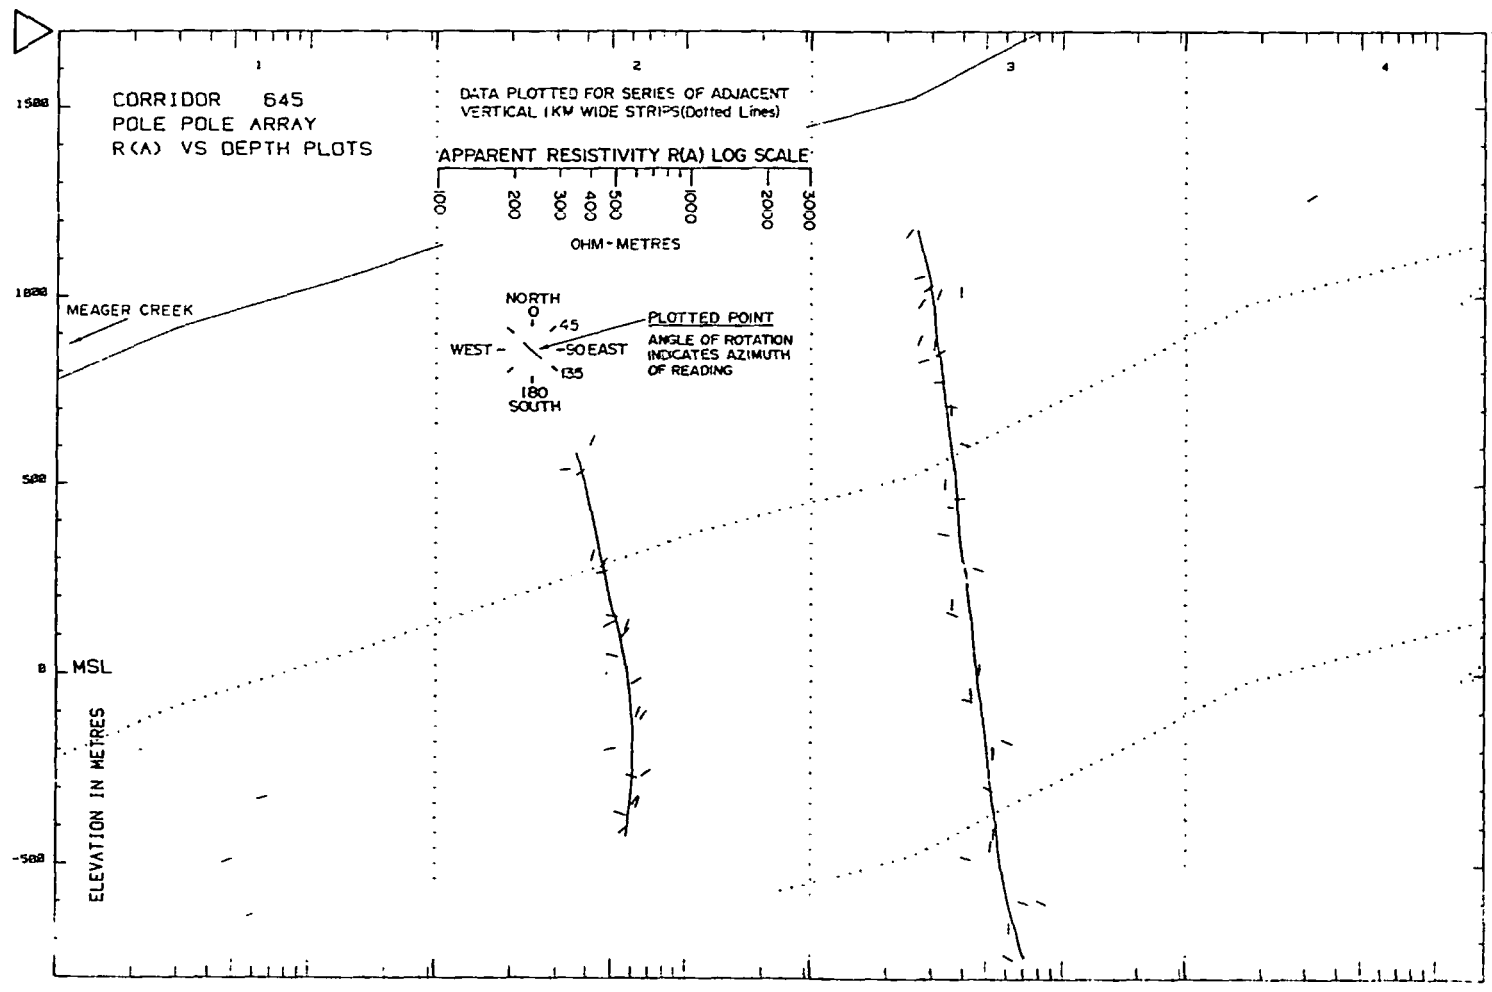 1
2
3
4
1500
CORRIDOR 645
POLE POLE ARRAY
R(A) VS DEPTH PLOTS
DATA PLOTTED FOR SERIES OF ADJACENT
VERTICAL 1KM WIDE STRIPS(Dotted Lines)
APPARENT RESISTIVITY R(A) LOG SCALE
100
200
300
400
500
1000
2000
3000
OHM-METRES
1000
MEAGER CREEK
NORTH
0
45
WEST
90 EAST
135
180
SOUTH
PLOTTED POINT
ANGLE OF ROTATION
INDICATES AZIMUTH
OF READING
500
0
MSL
ELEVATION IN METRES
-500